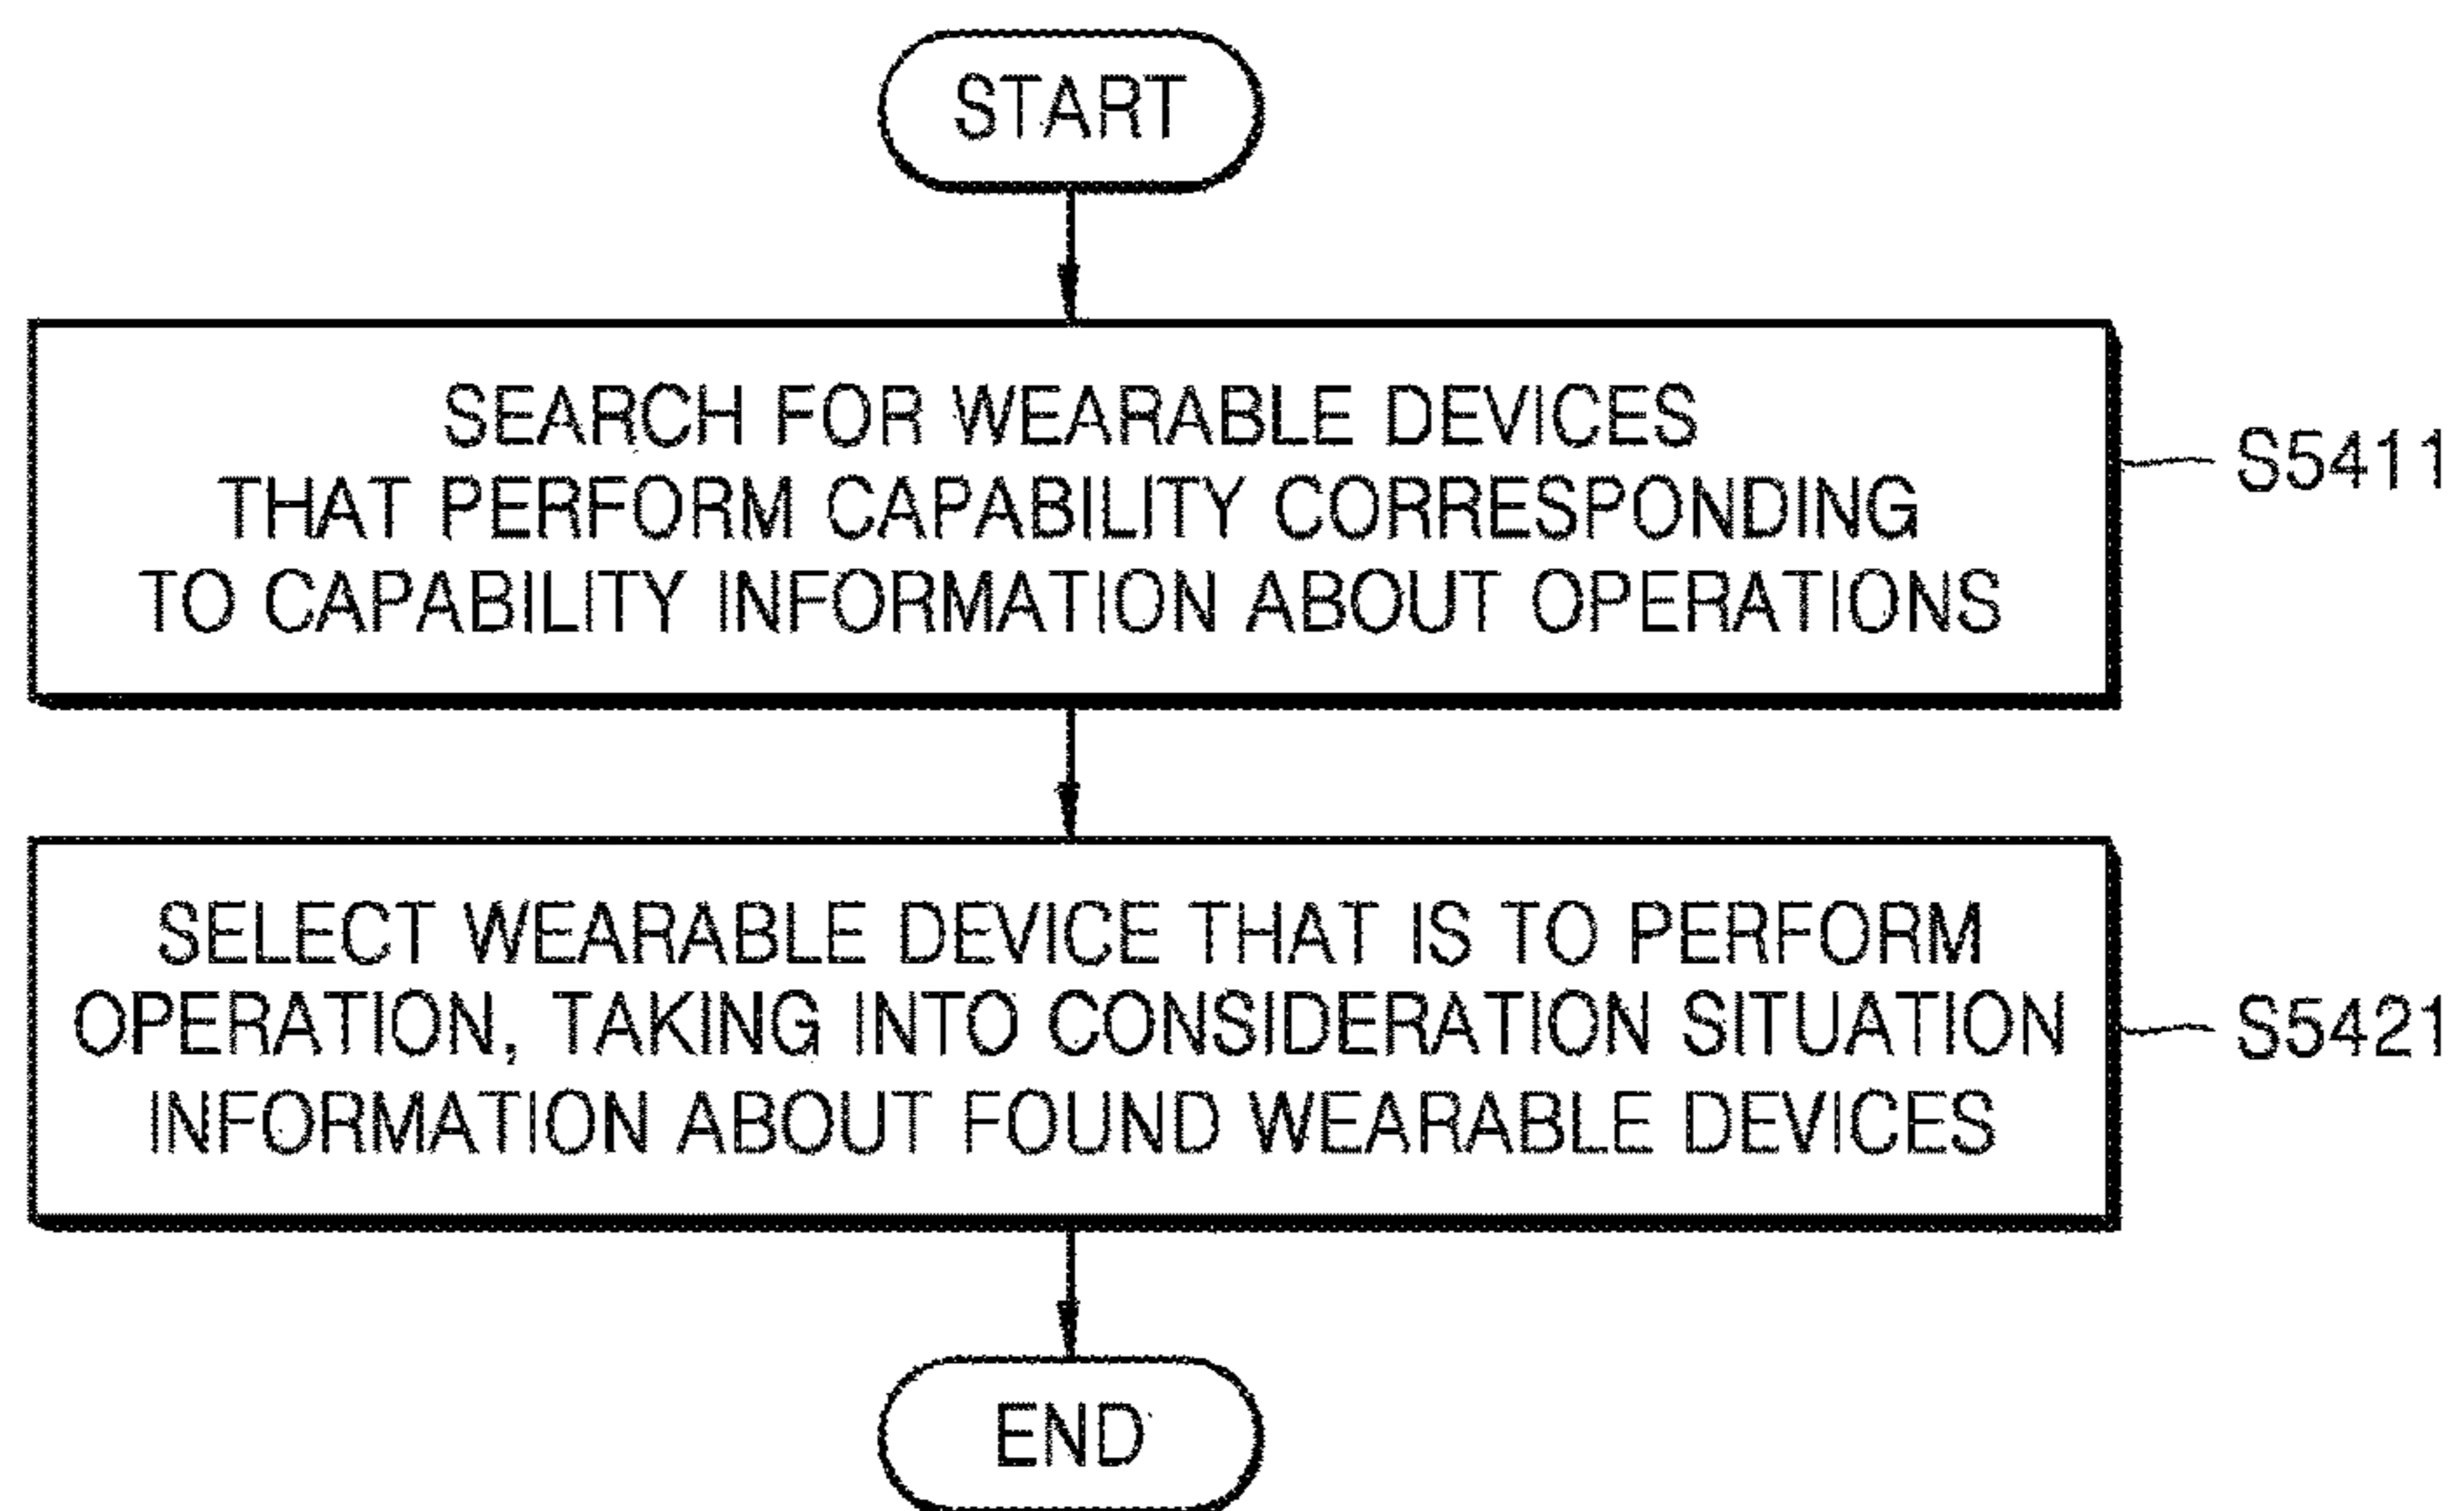 START
SEARCH FOR WEARABLE DEVICES
THAT PERFORM CAPABILITY CORRESPONDING
TO CAPABILITY INFORMATION ABOUT OPERATIONS
S5411
SELECT WEARABLE DEVICE THAT IS TO PERFORM
OPERATION, TAKING INTO CONSIDERATION SITUATION
INFORMATION ABOUT FOUND WEARABLE DEVICES
S5421
END